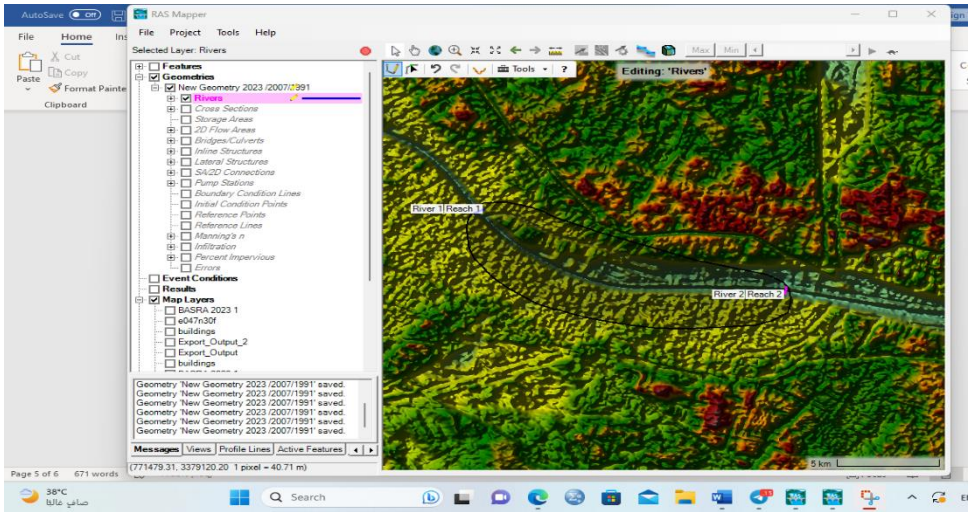 AutoSave Off
RAS Mapper
File Home Ins
Cut
Copy
Paste
Format Painte
Clipboard
File Project Tools Help
Selected Layer: Rivers
Max Min
Tools ?
Editing: 'Rivers'
Features
Geometries
New Geometry 2023 /2007/1991
Rivers
Cross Sections
Storage Areas
2D Flow Areas
Bridges/Culverts
Inline Structures
Lateral Structures
SA/2D Connections
Pump Stations
Boundary Condition Lines
Initial Condition Points
Reference Points
Reference Lines
Manning's n
Infiltration
Percent Impervious
Errors
Event Conditions
Results
Map Layers
BASRA 2023 1
e047n30f
buildings
Export_Output_2
Export_Output
buildings
River 1 Reach 1
River 2 Reach 2
5 km
Geometry 'New Geometry 2023 /2007/1991' saved.
Geometry 'New Geometry 2023 /2007/1991' saved.
Geometry 'New Geometry 2023 /2007/1991' saved.
Geometry 'New Geometry 2023 /2007/1991' saved.
Geometry 'New Geometry 2023 /2007/1991' saved.
Geometry 'New Geometry 2023 /2007/1991' saved.
Messages Views Profile Lines Active Features
(771479.31, 3379120.20 1 pixel = 40.71 m)
Page 5 of 6 671 words
38°C
صافٍ غالبًا
Search